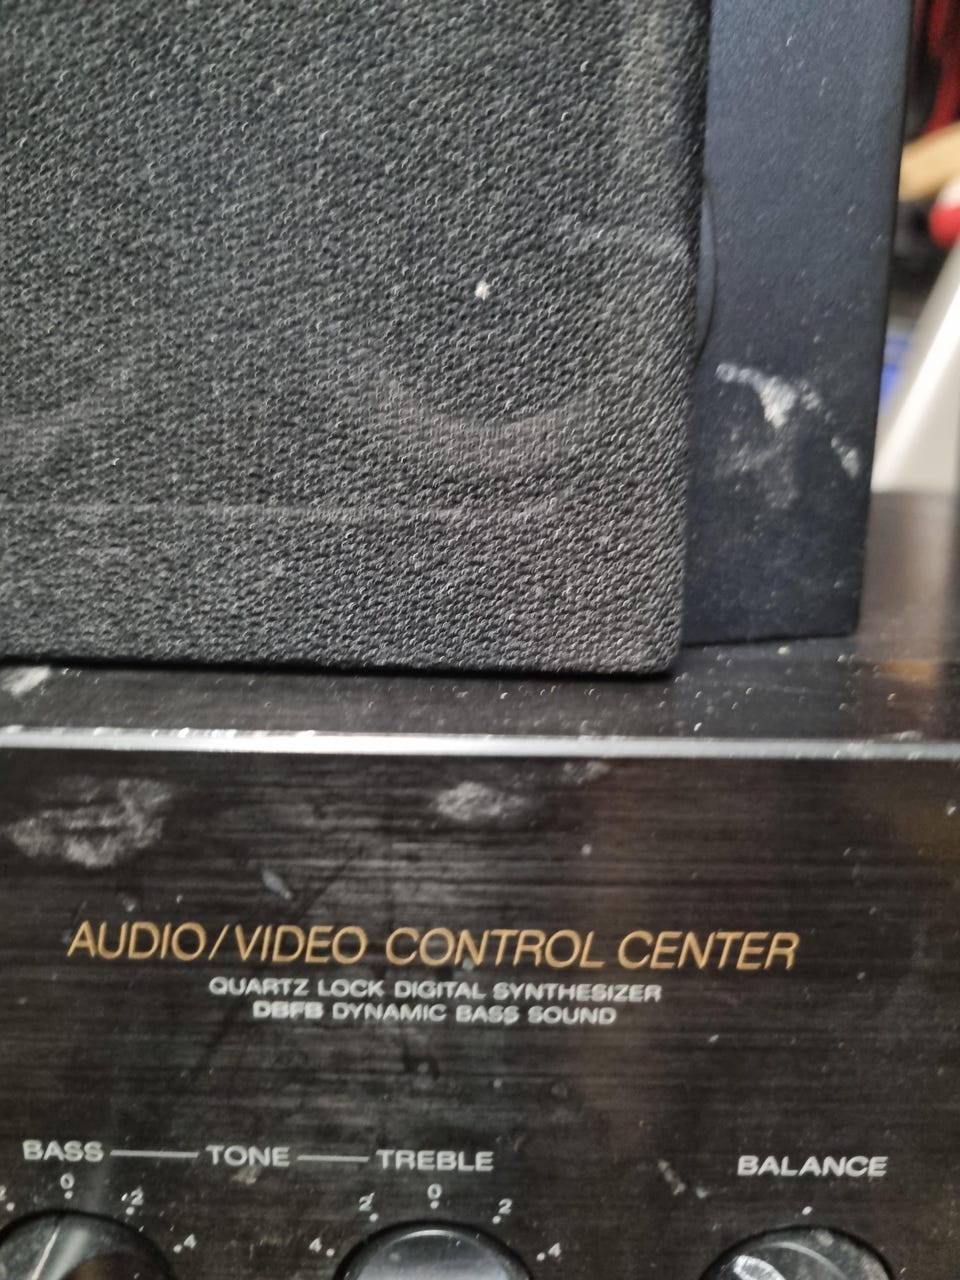 AUDIO/VIDEO CONTROL CENTER
QUARTZ LOCK DIGITAL SYNTHESIZER
DBFB DYNAMIC BASS SOUND
BASS TONE TREBLE BALANCE
2 0 2 2 0 2
4 4 4